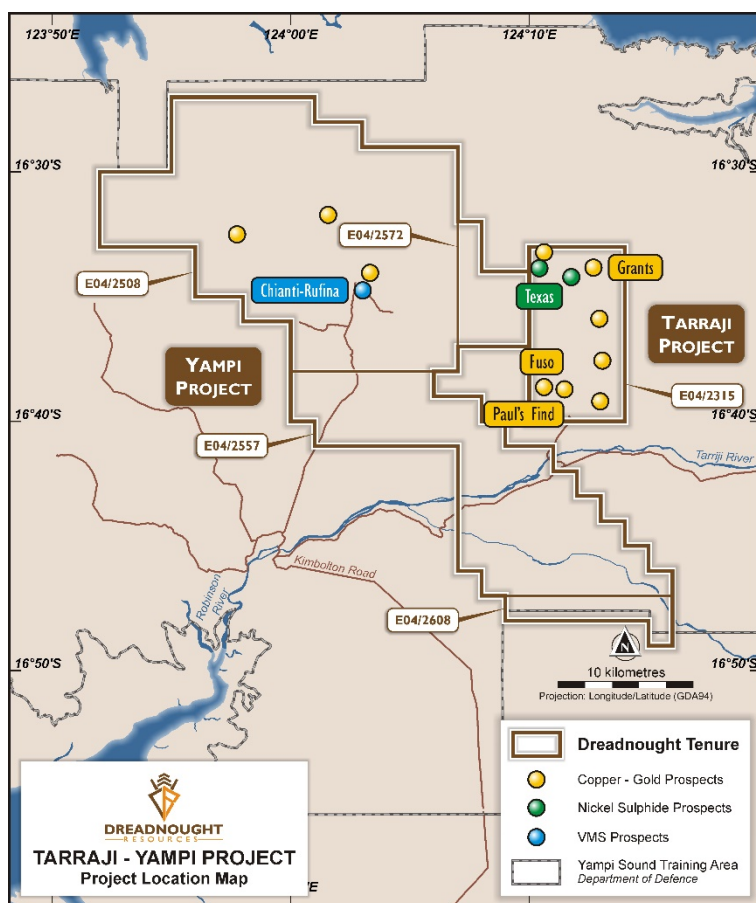 123°50'E
124°00'E
124°10'E
16°30'S
16°30'S
E04/2572
Grants
E04/2508
Chianti-Rufina
Texas
TARRAJI
PROJECT
YAMPI
PROJECT
Fuso
E04/2315
16°40'S
Paul's Find
16°40'S
E04/2557
Tarriji River
Kimbolton Road
Robinson
River
E04/2608
N
16°50'S
16°50'S
10 kilometres
Projection: Longitude/Latitude (GDA94)
Dreadnought Tenure
Copper - Gold Prospects
Nickel Sulphide Prospects
VMS Prospects
Yampi Sound Training Area
Department of Defence
DREADNOUGHT
RESOURCES
TARRAJI - YAMPI PROJECT
Project Location Map